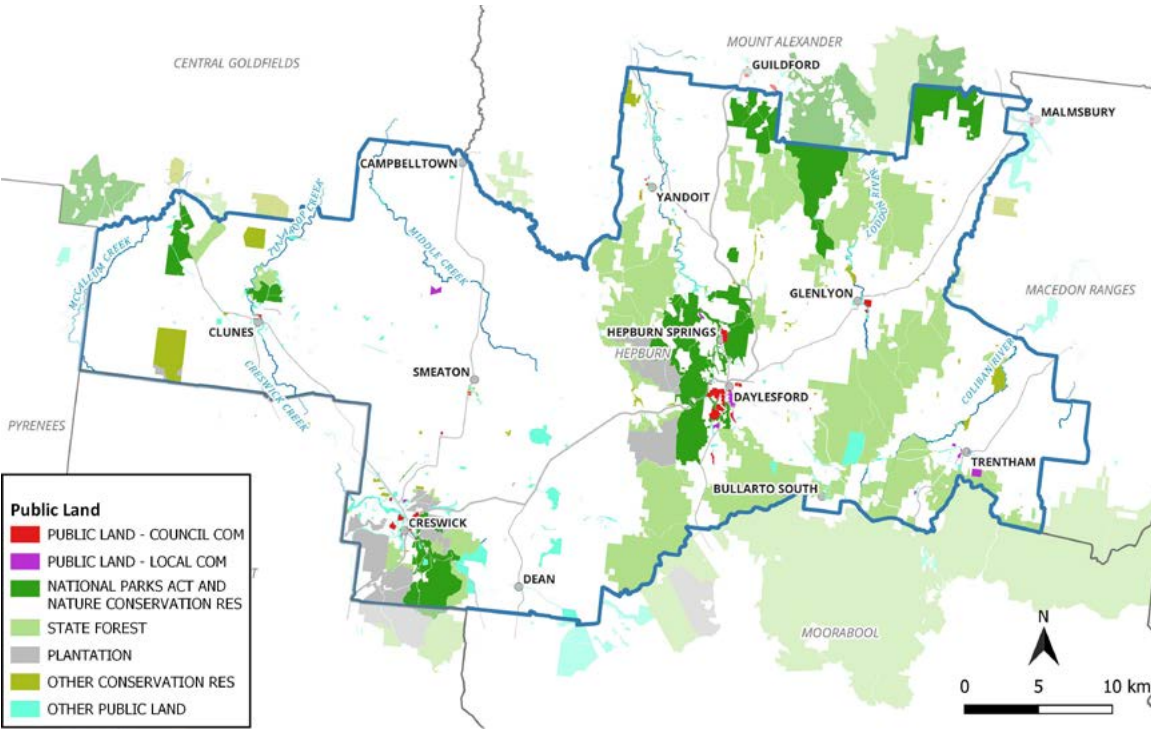 CENTRAL GOLDFIELDS
MOUNT ALEXANDER
GUILDFORD
MALMSBURY
CAMPBELLTOWN
YANDOIT
MCCALLUM CREEK
MIDDLE CREEK
LODDON RIVER
GLENLYON
MACEDON RANGES
CLUNES
HEPBURN SPRINGS
HEPBURN
SMEATON
CRESWICK CREEK
DAYLESFORD
COLIBAN RIVER
PYRENEES
TRENTHAM
BULLARTO SOUTH
CRESWICK
DEAN
MOORABOOL
Public Land
PUBLIC LAND - COUNCIL COM
PUBLIC LAND - LOCAL COM
NATIONAL PARKS ACT AND
NATURE CONSERVATION RES
STATE FOREST
PLANTATION
OTHER CONSERVATION RES
OTHER PUBLIC LAND
N
0 5 10 km